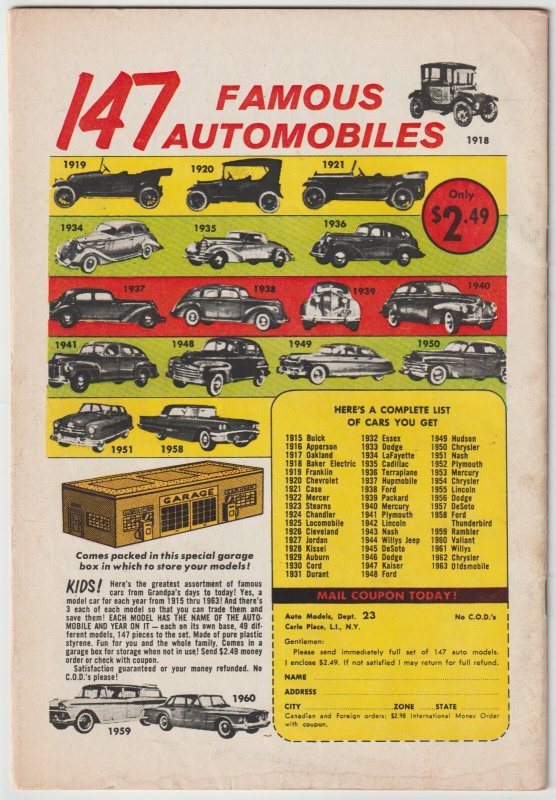 147 FAMOUS
AUTOMOBILES
1918
1919
1920
1921
Only
$2.49
1934
1935
1936
1937
1938
1939
1940
1941
1948
1949
1950
1951
1958
HERE'S A COMPLETE LIST
OF CARS YOU GET
1915 Buick
1916 Apperson
1917 Oakland
1918 Baker Electric
1919 Franklin
1920 Chevrolet
1921 Case
1922 Mercer
1923 Stearns
1924 Chandler
1925 Locomobile
1926 Cleveland
1927 Jordan
1928 Kissel
1929 Auburn
1930 Cord
1931 Durant
1932 Essex
1933 Dodge
1934 LaFayette
1935 Cadillac
1936 Terraplane
1937 Hupmobile
1938 Ford
1939 Packard
1940 Mercury
1941 Plymouth
1942 Lincoln
1943 Nash
1944 Willys Jeep
1945 DeSoto
1946 Dodge
1947 Kaiser
1948 Ford
1949 Hudson
1950 Chrysler
1951 Nash
1952 Plymouth
1953 Mercury
1954 Chrysler
1955 Lincoln
1956 Dodge
1957 DeSoto
1958 Ford
Thunderbird
1959 Rambler
1960 Valiant
1961 Willys
1962 Chrysler
1963 Oldsmobile
GARAGE
Comes packed in this special garage
box in which to store your models!
KIDS! Here's the greatest assortment of famous
cars from Grandpa's days to today! Yes, a
model car for each year from 1915 thru 1963! And there's
3 of each model so that you can trade them and
save them! EACH MODEL HAS THE NAME OF THE AUTO-
MOBILE AND YEAR ON IT — each on its own base, 49 dif-
ferent models, 147 pieces to the set. Made of pure plastic
styrene. Fun for you and the whole family. Comes in a
garage box for storage when not in use! Send $2.49 money
order or check with coupon.
Satisfaction guaranteed or your money refunded. No
C.O.D.'s please!
1959
1960
MAIL COUPON TODAY!
Auto Models, Dept. 23 No C.O.D.'s
Carle Place, L.I., N.Y.
Gentlemen:
Please send immediately full set of 147 auto models.
I enclose $2.49. If not satisfied I may return for full refund.
NAME
ADDRESS
CITY ZONE STATE
Canadian and Foreign orders: $2.98 International Money Order
with coupon.